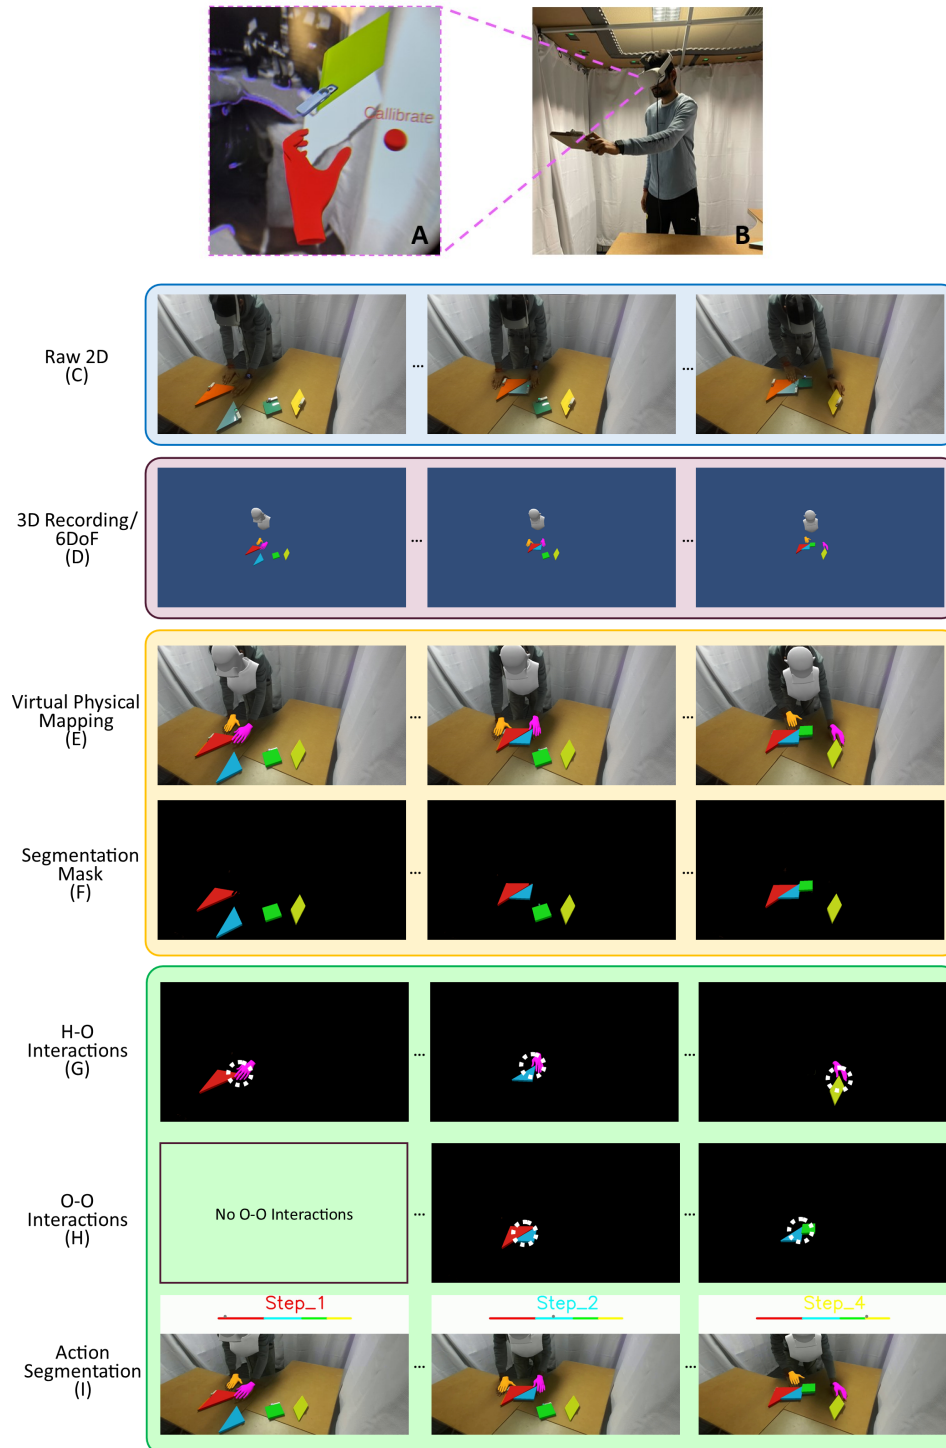 Callibrate
A
B
Raw 2D
(C)
...
...
3D Recording/
6DoF
(D)
...
...
Virtual Physical
Mapping
(E)
...
...
Segmentation
Mask
(F)
...
...
H-O
Interactions
(G)
...
...
O-O
Interactions
(H)
No O-O Interactions
...
...
Action
Segmentation
(I)
Step_1
...
Step_2
...
Step_4